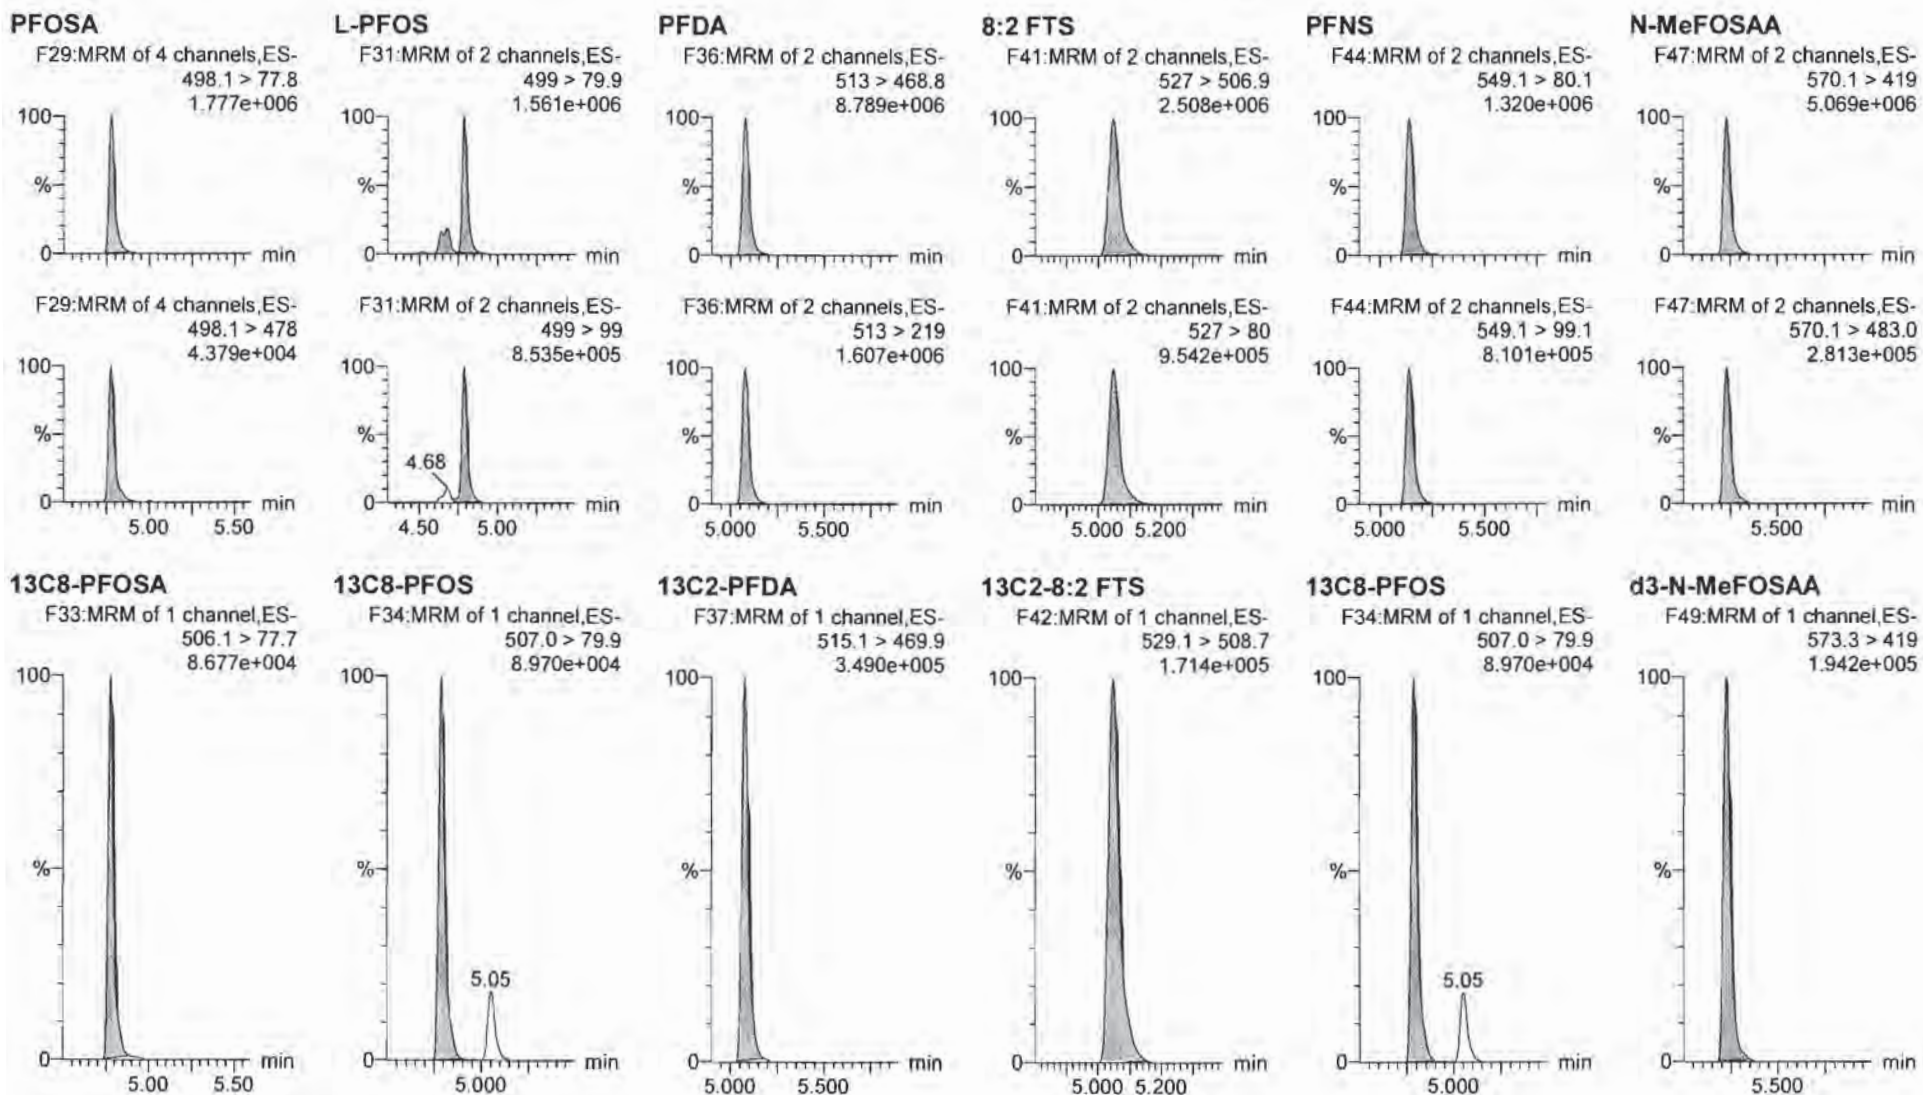 PFOSA
F29:MRM of 4 channels,ES-
498.1 > 77.8
1.777e+006
100
%
0
min
F29:MRM of 4 channels,ES-
498.1 > 478
4.379e+004
100
%
0
min
5.00 5.50
L-PFOS
F31:MRM of 2 channels,ES-
499 > 79.9
1.561e+006
100
%
0
min
F31:MRM of 2 channels,ES-
499 > 99
8.535e+005
100
%
4.68
0
min
4.50 5.00
PFDA
F36:MRM of 2 channels,ES-
513 > 468.8
8.789e+006
100
%
0
min
F36:MRM of 2 channels,ES-
513 > 219
1.607e+006
100
%
0
min
5.000 5.500
8:2 FTS
F41:MRM of 2 channels,ES-
527 > 506.9
2.508e+006
100
%
0
min
F41:MRM of 2 channels,ES-
527 > 80
9.542e+005
100
%
0
min
5.000 5.200
PFNS
F44:MRM of 2 channels,ES-
549.1 > 80.1
1.320e+006
100
%
0
min
F44:MRM of 2 channels,ES-
549.1 > 99.1
8.101e+005
100
%
0
min
5.000 5.500
N-MeFOSAA
F47:MRM of 2 channels,ES-
570.1 > 419
5.069e+006
100
%
0
min
F47:MRM of 2 channels,ES-
570.1 > 483.0
2.813e+005
100
%
0
min
5.500
13C8-PFOSA
F33:MRM of 1 channel,ES-
506.1 > 77.7
8.677e+004
100
%
0
min
5.00 5.50
13C8-PFOS
F34:MRM of 1 channel,ES-
507.0 > 79.9
8.970e+004
100
%
5.05
0
min
5.000
13C2-PFDA
F37:MRM of 1 channel,ES-
515.1 > 469.9
3.490e+005
100
%
0
min
5.000 5.500
13C2-8:2 FTS
F42:MRM of 1 channel,ES-
529.1 > 508.7
1.714e+005
100
%
0
min
5.000 5.200
13C8-PFOS
F34:MRM of 1 channel,ES-
507.0 > 79.9
8.970e+004
100
%
5.05
0
min
5.000
d3-N-MeFOSAA
F49:MRM of 1 channel,ES-
573.3 > 419
1.942e+005
100
%
0
min
5.500